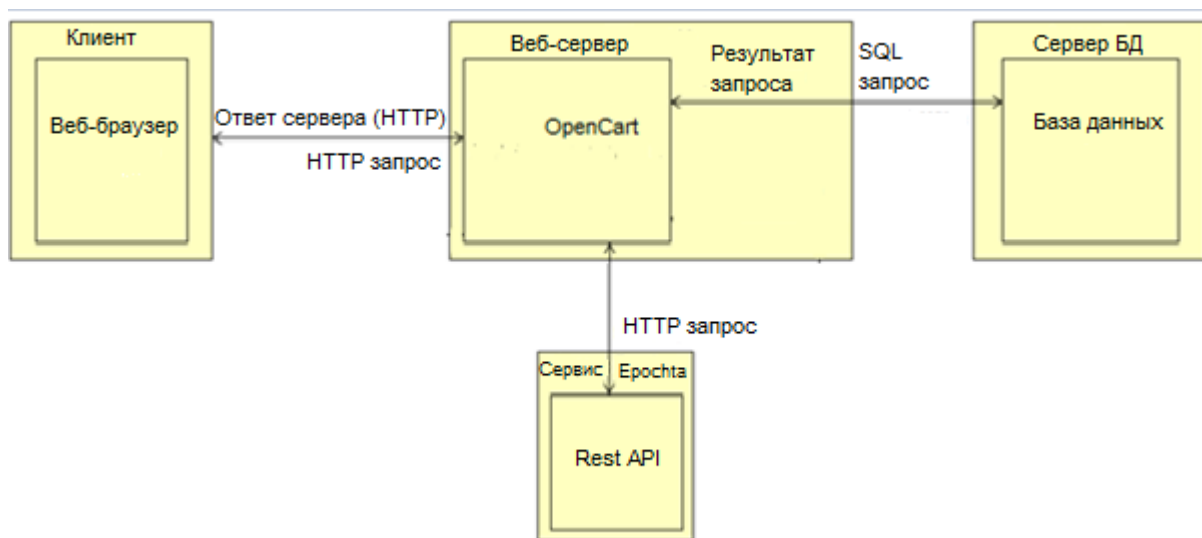 Клиент
Веб-браузер
Ответ сервера (HTTP)
HTTP запрос
Веб-сервер
OpenCart
Результат
запроса
SQL
запрос
Сервер БД
База данных
HTTP запрос
Сервис Epochta
Rest API